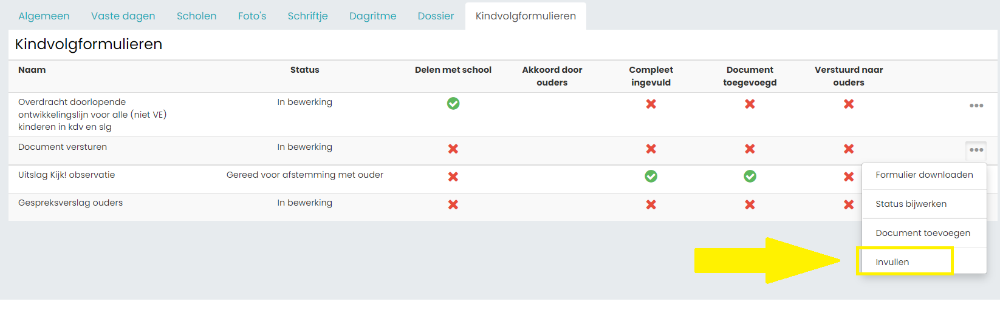 Algemeen Vaste dagen Scholen Foto's Schriftje Dagritme Dossier Kindvolgformulieren
Kindvolgformulieren
Naam Status Delen met school Akkoord door Compleet Document Verstuurd naar
ouders ingevuld toegevoegd ouders
Overdracht doorlopende In bewerking
ontwikkelingslijn voor alle (niet VE)
kinderen in kdv en slg
Document versturen In bewerking
Uitslag Kijk! observatie Gereed voor afstemming met ouder
Formulier downloaden
Gespreksverslag ouders In bewerking
Status bijwerken
Document toevoegen
Invullen